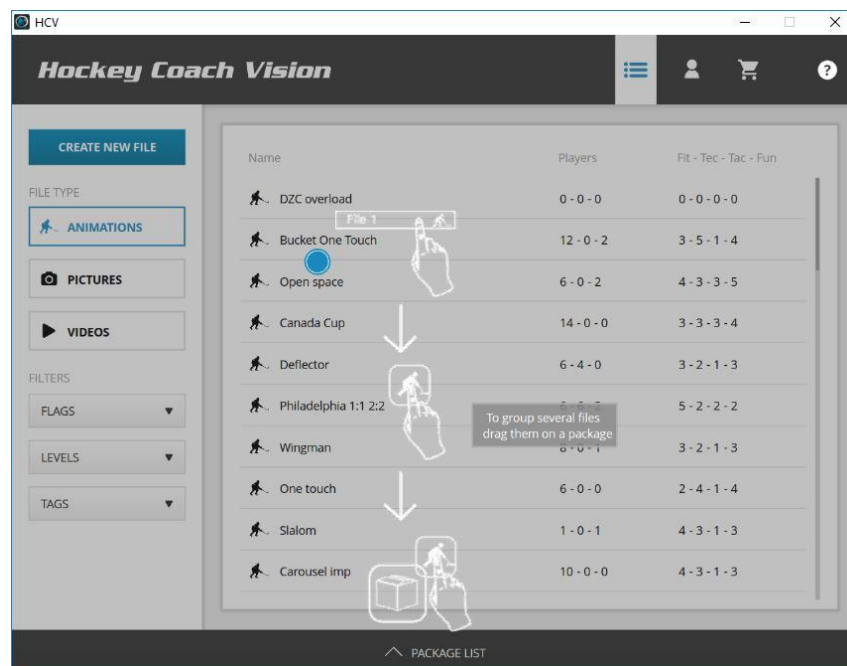 HCV
Hockey Coach Vision
CREATE NEW FILE
FILE TYPE
ANIMATIONS
PICTURES
VIDEOS
FILTERS
FLAGS
LEVELS
TAGS
Name Players Fit - Tec - Tac - Fun
DZC overload 0 - 0 - 0 0 - 0 - 0 - 0
File 1
Bucket One Touch 12 - 0 - 2 3 - 5 - 1 - 4
Open space 6 - 0 - 2 4 - 3 - 3 - 5
Canada Cup 14 - 0 - 0 3 - 3 - 3 - 4
Deflector 6 - 4 - 0 3 - 2 - 1 - 3
Philadelphia 1:1 2:2 5 - 2 - 2 - 2
To group several files
drag them on a package
Wingman 3 - 2 - 1 - 3
One touch 6 - 0 - 0 2 - 4 - 1 - 4
Slalom 1 - 0 - 1 4 - 3 - 1 - 3
Carousel imp 10 - 0 - 0 4 - 3 - 1 - 3
PACKAGE LIST